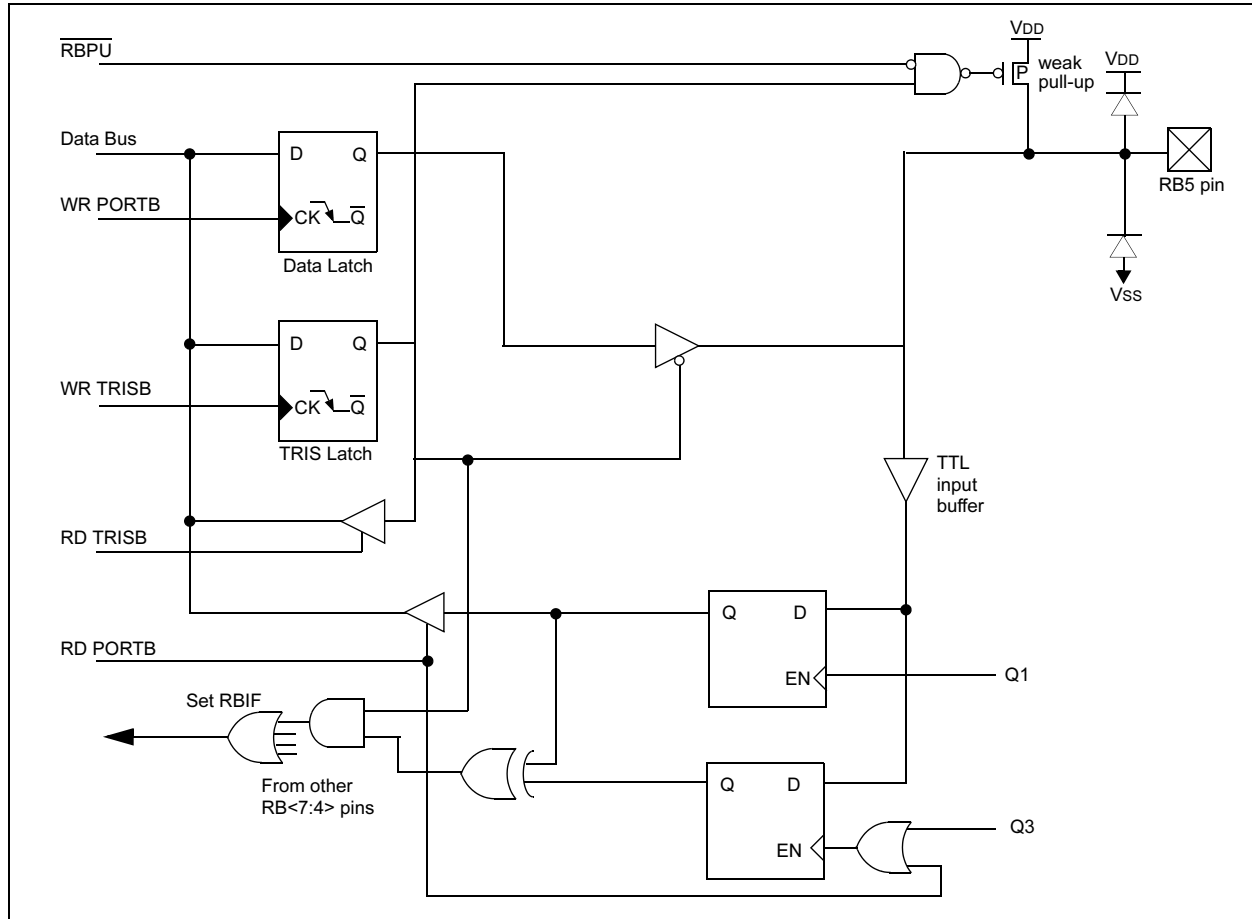 R̅B̅P̅U̅
VDD
P
weak
pull-up
VDD
Data Bus
D Q
RB5 pin
WR PORTB
CK Q̅
Data Latch
VSS
D Q
WR TRISB
CK Q̅
TRIS Latch
TTL
input
buffer
RD TRISB
Q D
RD PORTB
EN
Q1
Set RBIF
From other
RB<7:4> pins
Q D
Q3
EN